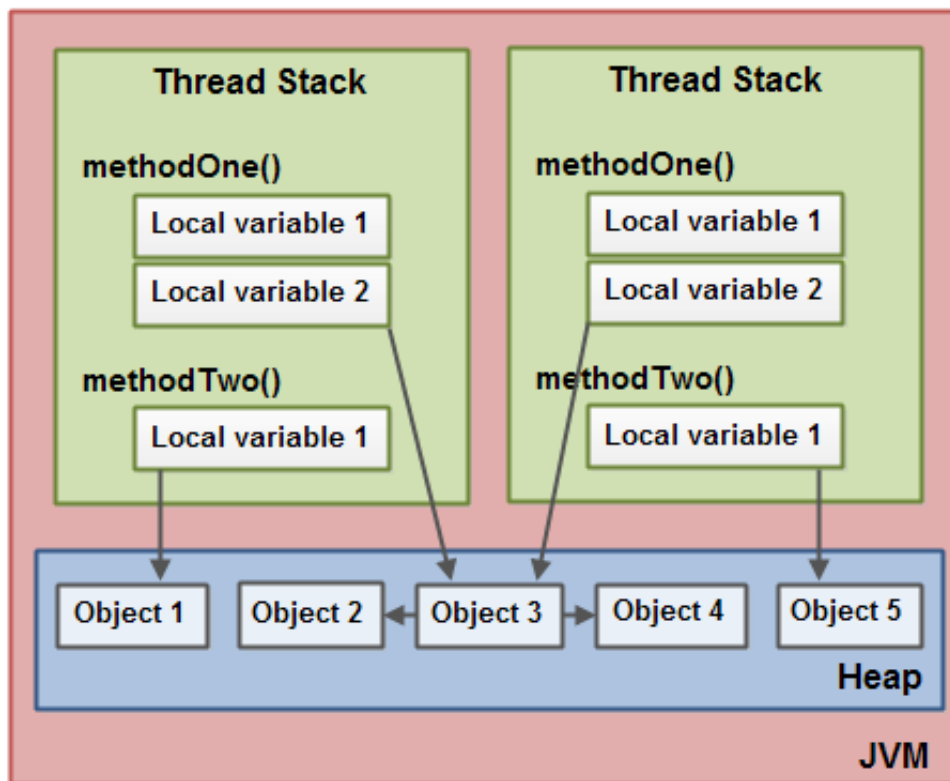 Thread Stack
methodOne()
Local variable 1
Local variable 2
methodTwo()
Local variable 1
Thread Stack
methodOne()
Local variable 1
Local variable 2
methodTwo()
Local variable 1
Object 1
Object 2
Object 3
Object 4
Object 5
Heap
JVM